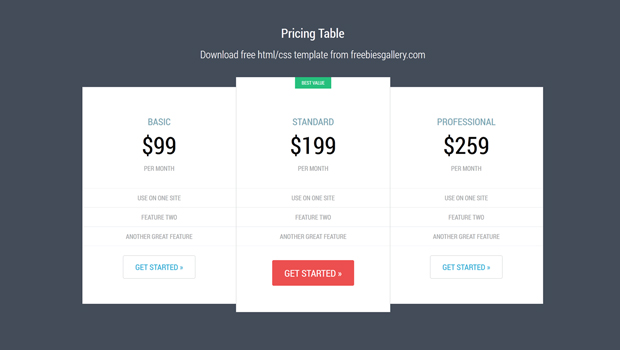 Pricing Table
Download free html/css template from freebiesgallery.com
BASIC
$99
PER MONTH
USE ON ONE SITE
FEATURE TWO
ANOTHER GREAT FEATURE
GET STARTED »
BEST VALUE
STANDARD
$199
PER MONTH
USE ON ONE SITE
FEATURE TWO
ANOTHER GREAT FEATURE
GET STARTED »
PROFESSIONAL
$259
PER MONTH
USE ON ONE SITE
FEATURE TWO
ANOTHER GREAT FEATURE
GET STARTED »